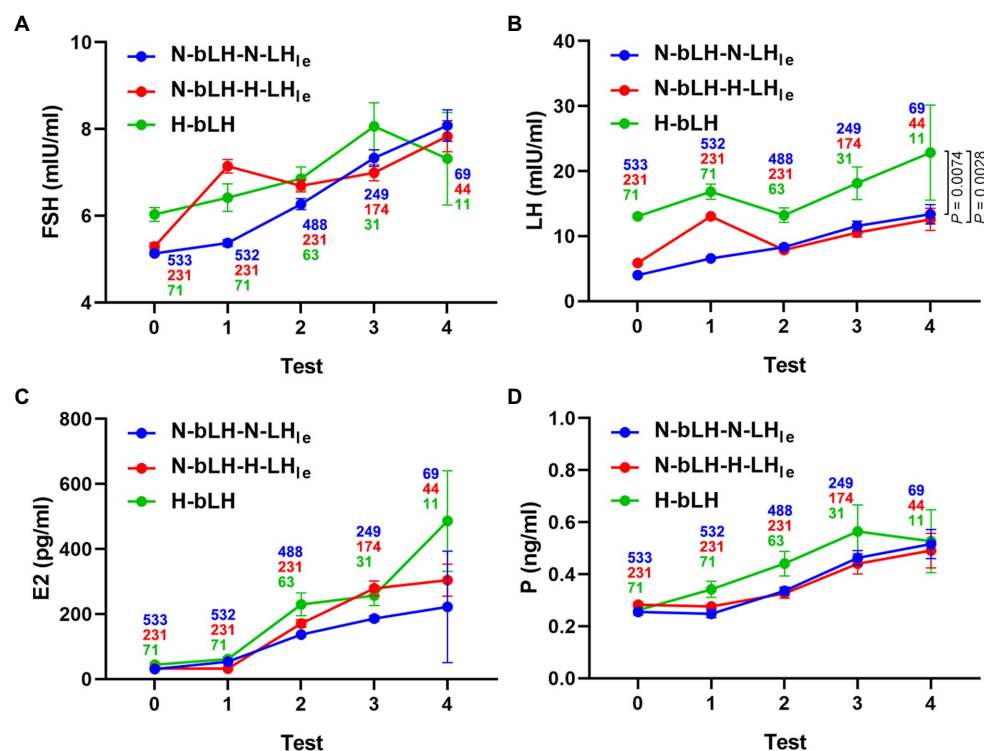 A
N-bLH-N-LHle
N-bLH-H-LHle
H-bLH
FSH (mIU/ml)
10
8
6
4
533
231
71
532
231
71
488
231
63
249
174
31
69
44
11
0 1 2 3 4
Test
B
N-bLH-N-LHle
N-bLH-H-LHle
H-bLH
LH (mIU/ml)
40
30
20
10
0
533
231
71
532
231
71
488
231
63
249
174
31
69
44
11
P = 0.0074
P = 0.0028
0 1 2 3 4
Test
C
N-bLH-N-LHle
N-bLH-H-LHle
H-bLH
E2 (pg/ml)
800
600
400
200
0
533
231
71
532
231
71
488
231
63
249
174
31
69
44
11
0 1 2 3 4
Test
D
N-bLH-N-LHle
N-bLH-H-LHle
H-bLH
P (ng/ml)
1.0
0.8
0.6
0.4
0.2
0.0
533
231
71
532
231
71
488
231
63
249
174
31
69
44
11
0 1 2 3 4
Test